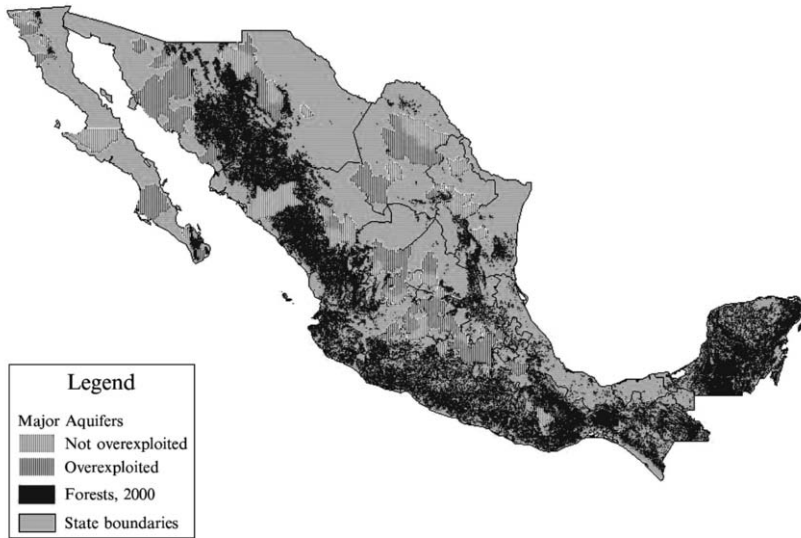 Legend
Major Aquifers
Not overexploited
Overexploited
Forests, 2000
State boundaries